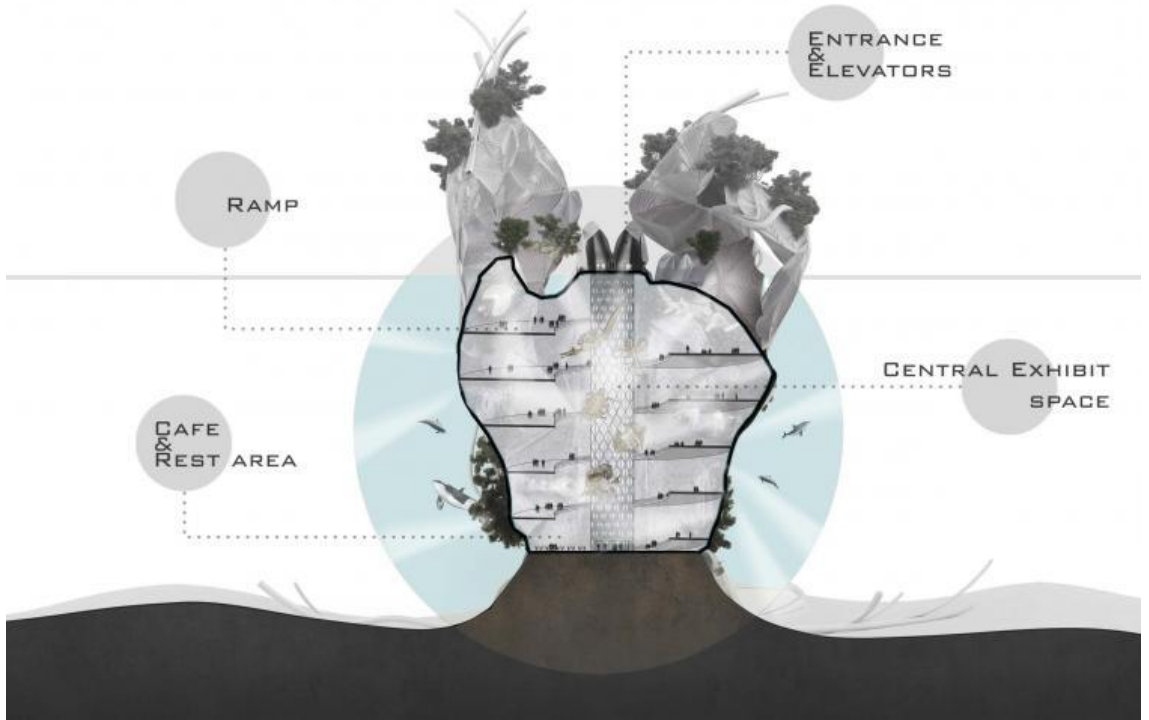 ENTRANCE
&
ELEVATORS
RAMP
CENTRAL EXHIBIT
SPACE
CAFE
&
REST AREA